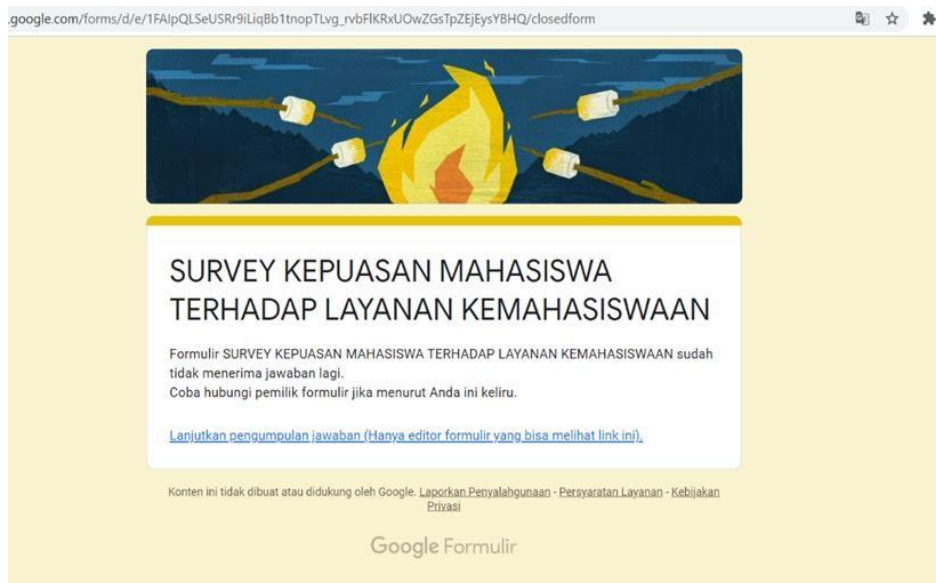 .google.com/forms/d/e/1FAIpQLSeUSRr9iLiqBb1tnopTLvg_rvbFlKRxUOwZGsTpZEjEysYBHQ/closedform
SURVEY KEPUASAN MAHASISWA
TERHADAP LAYANAN KEMAHASISWAAN
Formulir SURVEY KEPUASAN MAHASISWA TERHADAP LAYANAN KEMAHASISWAAN sudah
tidak menerima jawaban lagi.
Coba hubungi pemilik formulir jika menurut Anda ini keliru.
Lanjutkan pengumpulan jawaban (Hanya editor formulir yang bisa melihat link ini).
Konten ini tidak dibuat atau didukung oleh Google. Laporkan Penyalahgunaan - Persyaratan Layanan - Kebijakan
Privasi
Google Formulir